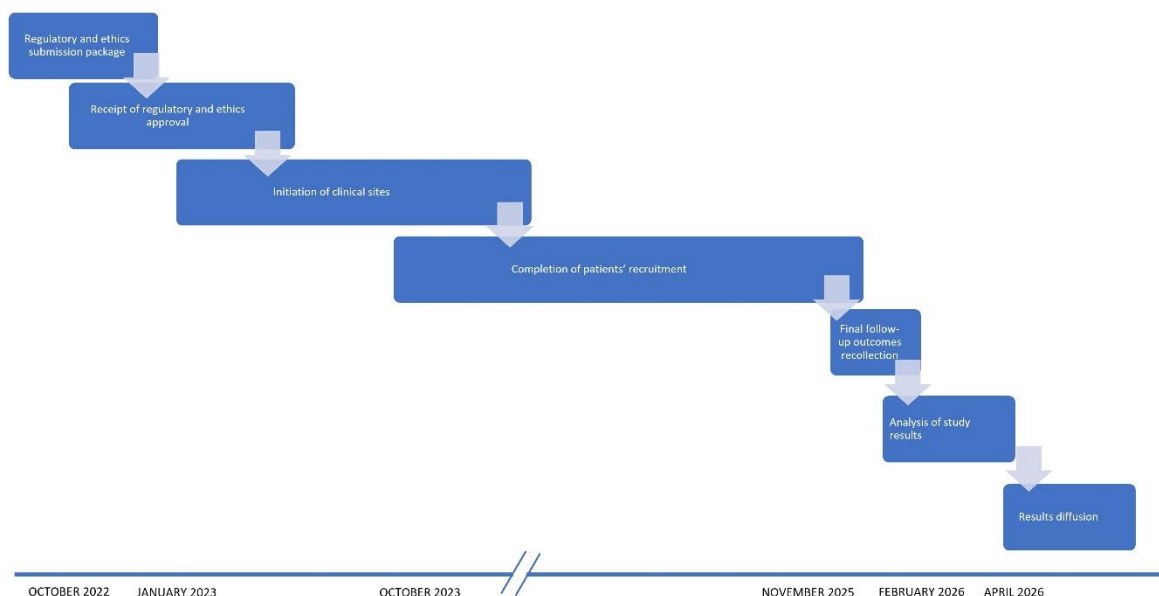 Regulatory and ethics
submission package
Receipt of regulatory and ethics
approval
Initiation of clinical sites
Completion of patients’ recruitment
Final follow-
up outcomes
recollection
Analysis of study
results
Results diffusion
OCTOBER 2022 JANUARY 2023 OCTOBER 2023 NOVEMBER 2025 FEBRUARY 2026 APRIL 2026